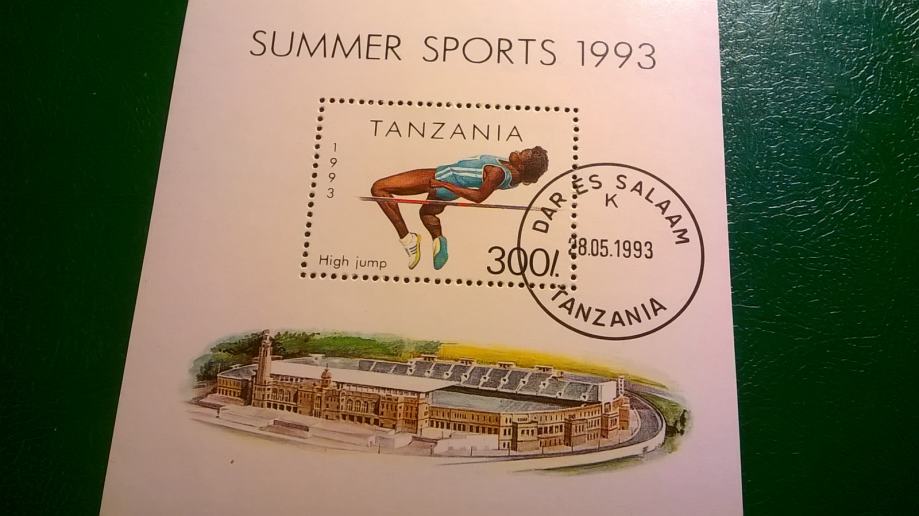 SUMMER SPORTS 1993
TANZANIA
1993
High jump
300/.
DAR ES SALAAM
K
28.05.1993
TANZANIA